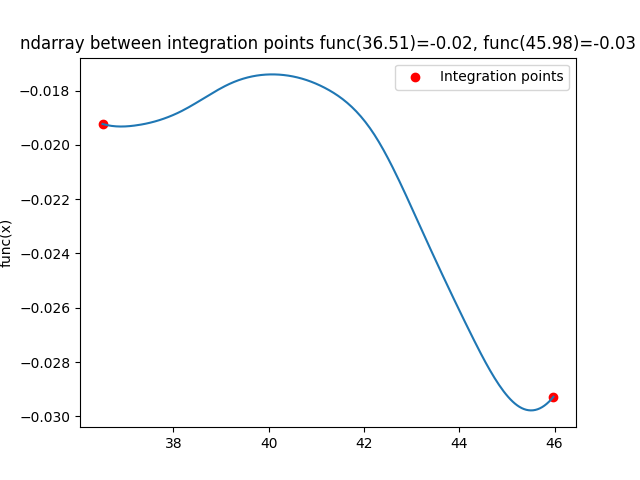 ndarray between integration points func(36.51)=-0.02, func(45.98)=-0.03
Integration points
func(x)
−0.018
−0.020
−0.022
−0.024
−0.026
−0.028
−0.030
38 40 42 44 46